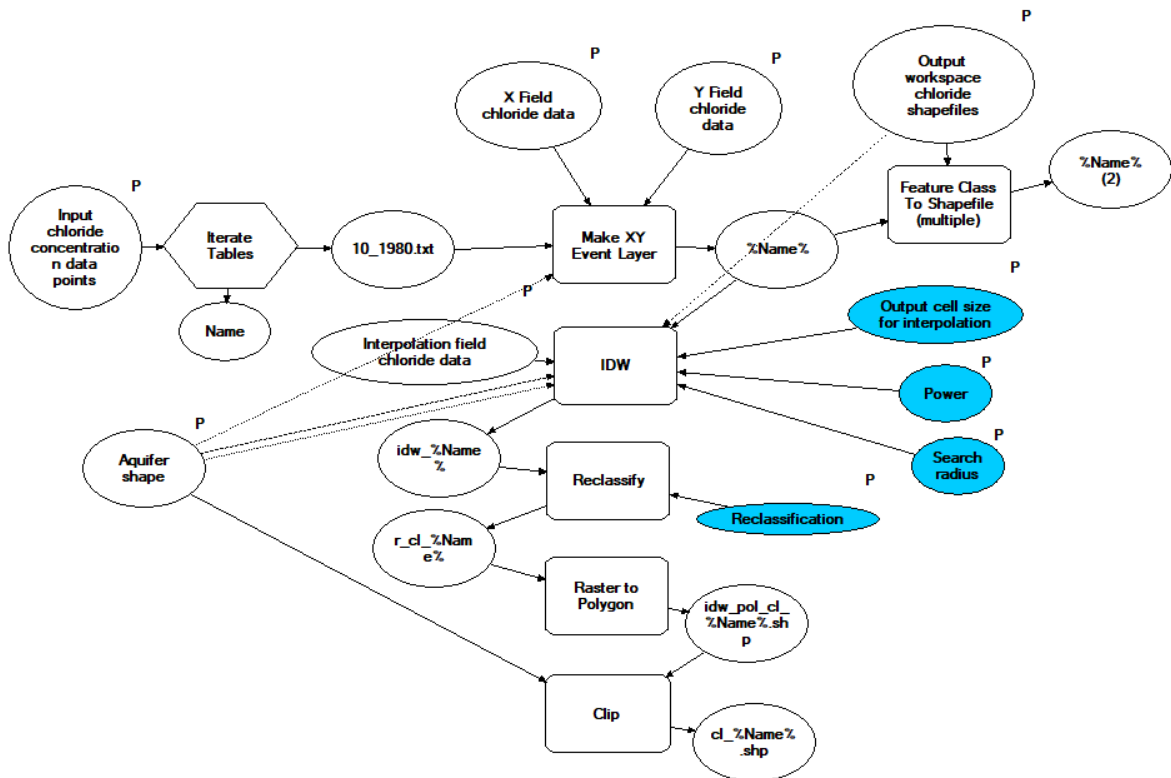 P
P
P
X Field
chloride data
Y Field
chloride
data
Output
workspace
chloride
shapefiles
P
Input
chloride
concentratio
n data
points
Iterate
Tables
10_1980.txt
Make XY
Event Layer
%Name%
Feature Class
To Shapefile
(multiple)
%Name%
(2)
Name
P
P
Interpolation field
chloride data
IDW
Output cell size
for interpolation
P
Power
P
Aquifer
shape
idw_%Name
%
P
Search
radius
Reclassify
P
Reclassification
r_cl_%Nam
e%
Raster to
Polygon
idw_pol_cl_
%Name%.sh
p
Clip
cl_%Name%
.shp